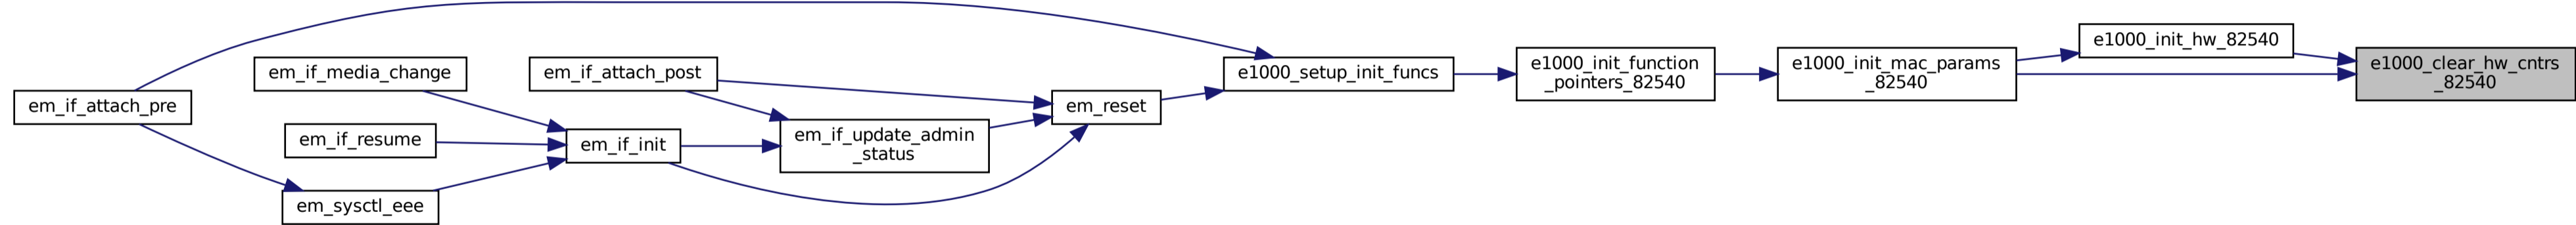 em_if_attach_pre
em_if_media_change
em_if_resume
em_sysctl_eee
em_if_attach_post
em_if_init
em_if_update_admin
_status
em_reset
e1000_setup_init_funcs
e1000_init_function
_pointers_82540
e1000_init_mac_params
_82540
e1000_init_hw_82540
e1000_clear_hw_cntrs
_82540